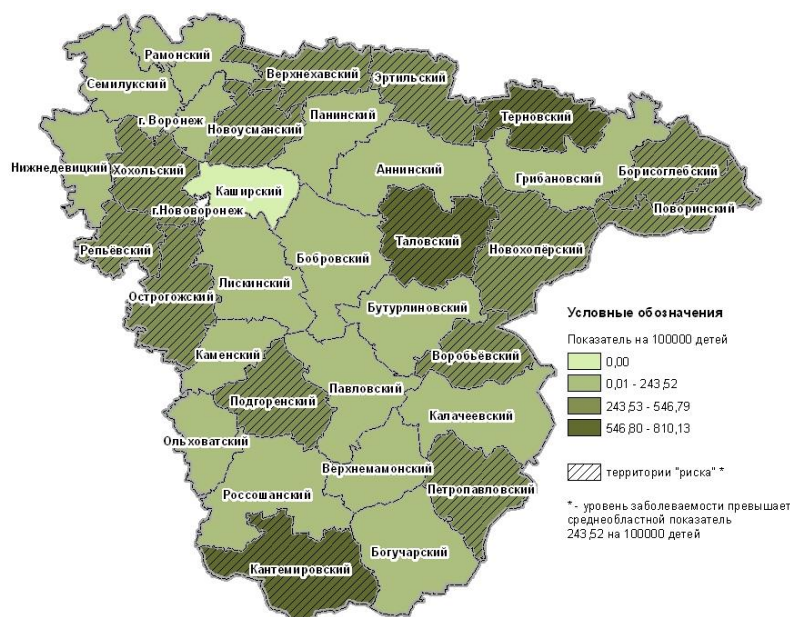 Рамонский
Семилукский
Верхнехавский
Эртильский
г. Воронеж
Новоусманский
Панинский
Терновский
Нижнедевицкий
Хохольский
Аннинский
Грибановский
Борисоглебский
Каширский
Поворинский
г.Нововоронеж
Репьёвский
Таловский
Новохопёрский
Бобровский
Лискинский
Острогожский
Бутурлиновский
Каменский
Воробьёвский
Павловский
Подгоренский
Калачеевский
Ольховатский
Верхнемамонский
Россошанский
Петропавловский
Богучарский
Кантемировский
Условные обозначения
Показатель на 100000 детей
0,00
0,01 - 243,52
243,53 - 546,79
546,80 - 810,13
территории "риска" *
* - уровень заболеваемости превышает
среднеобластной показатель
243,52 на 100000 детей